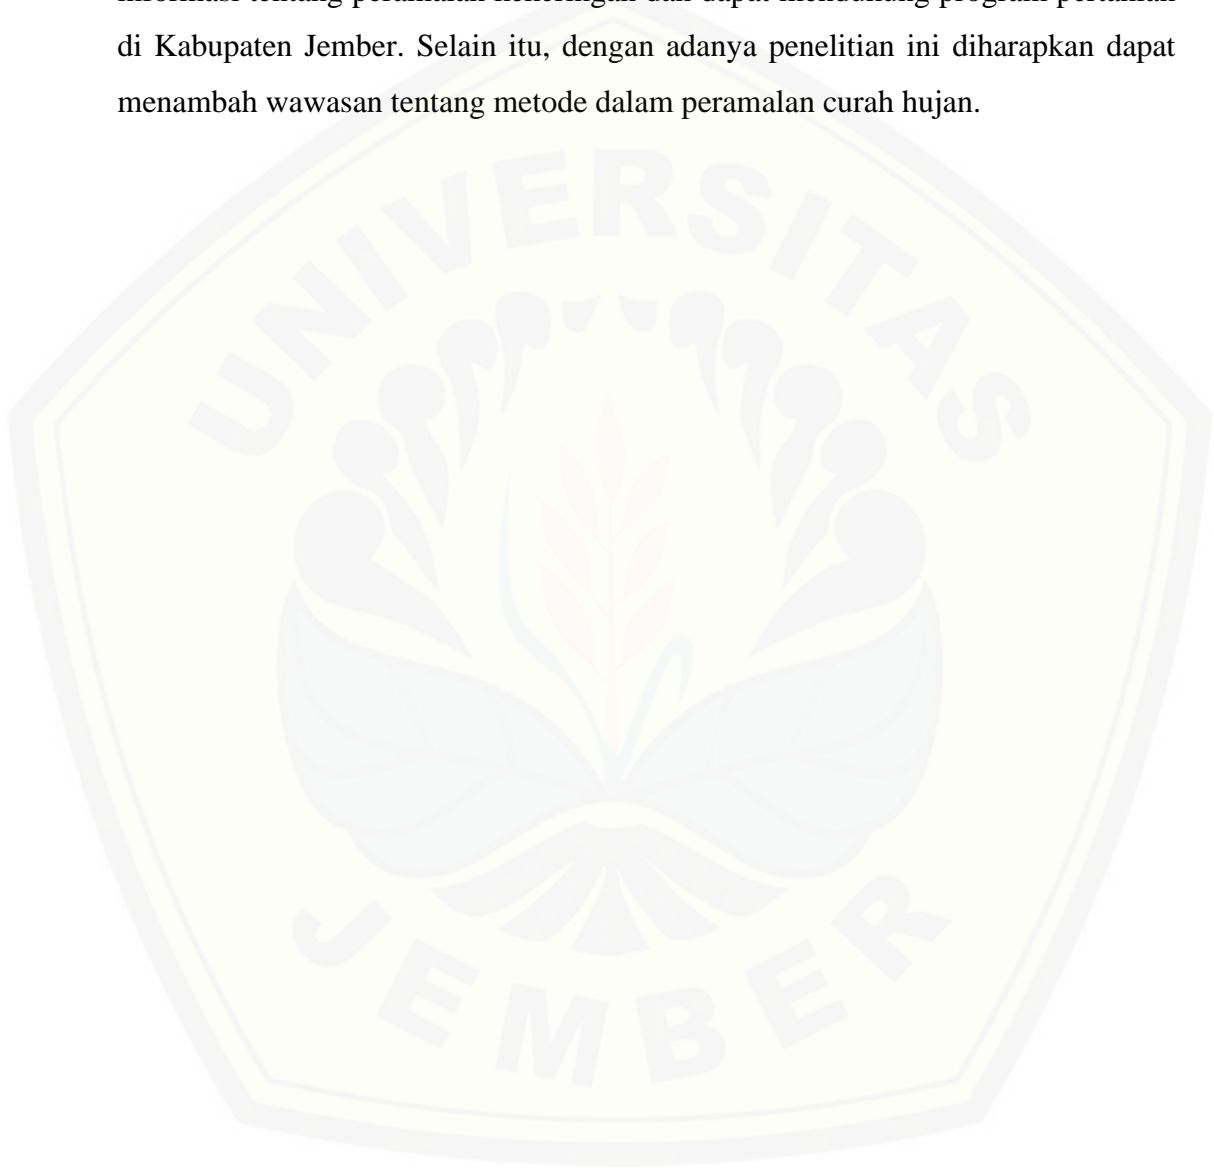 informasi tentang peramalan kekeringan dan dapat mendukung program pertanian
di Kabupaten Jember. Selain itu, dengan adanya penelitian ini diharapkan dapat
menambah wawasan tentang metode dalam peramalan curah hujan.
UNIVERSITAS
JEMBER